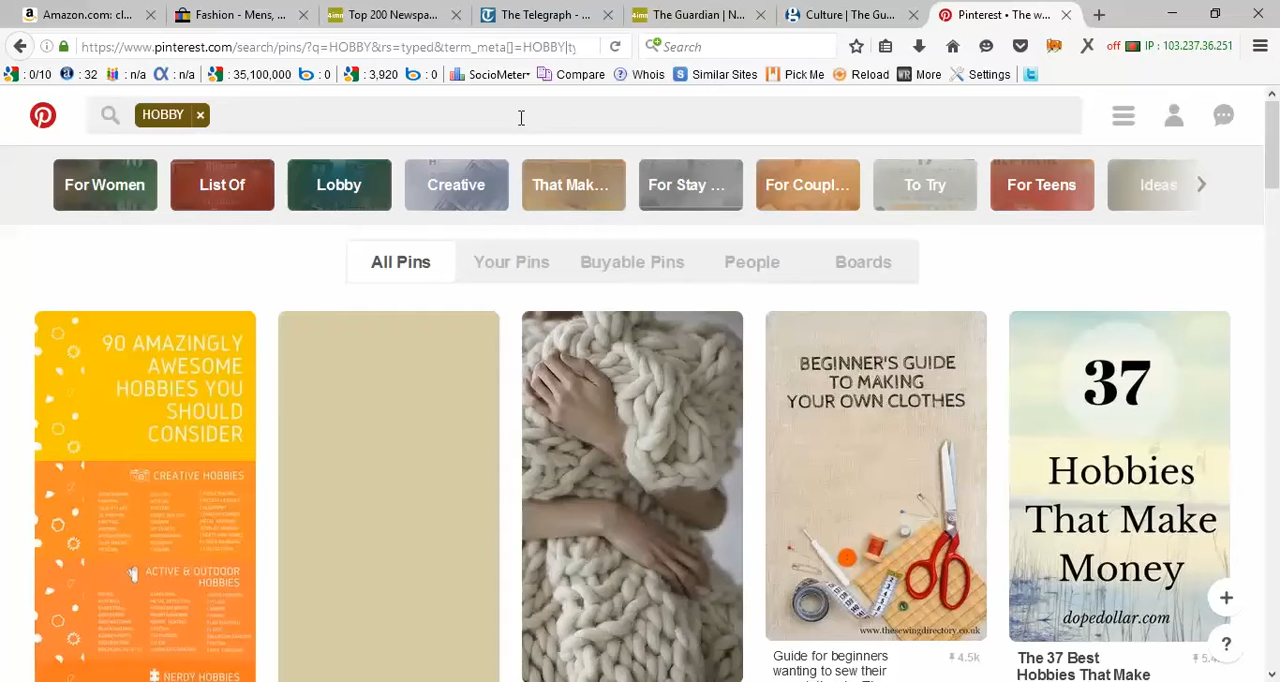 Amazon.com: cl...
Fashion - Mens, ...
Top 200 Newspa...
The Telegraph - ...
The Guardian | N...
Culture | The Gu...
Pinterest • The w...
https://www.pinterest.com/search/pins/?q=HOBBY&rs=typed&term_meta[]=HOBBY|ty
Search
off
IP : 103.237.36.251
: 0/10
: 32
: n/a
: n/a
: 35,100,000
: 0
: 3,920
: 0
SocioMeter
Compare
Whois
Similar Sites
Pick Me
Reload
More
Settings
HOBBY ×
For Women
List Of
Lobby
Creative
That Mak...
For Stay ...
For Coupl...
To Try
For Teens
Ideas
All Pins
Your Pins
Buyable Pins
People
Boards
90 AMAZINGLY
AWESOME
HOBBIES YOU
SHOULD
CONSIDER
CREATIVE HOBBIES
ACTIVE & OUTDOOR
HOBBIES
NERDY HOBBIES
BEGINNER'S GUIDE
TO MAKING
YOUR OWN CLOTHES
www.thesewingdirectory.co.uk
Guide for beginners
wanting to sew their
4.5k
37
Hobbies
That Make
Money
dopedollar.com
The 37 Best
Hobbies That Make
+
?